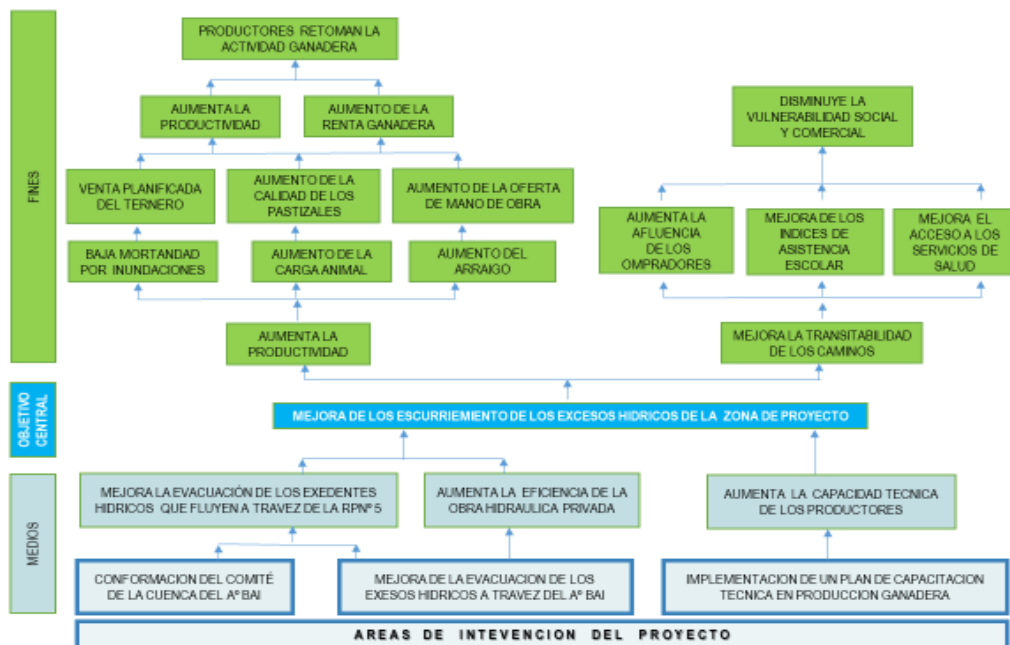 FINES
PRODUCTORES RETOMAN LA
ACTIVIDAD GANADERA
AUMENTA LA
PRODUCTIVIDAD
AUMENTO DE LA
RENTA GANADERA
DISMINUYE LA
VULNERABILIDAD SOCIAL
Y COMERCIAL
VENTA PLANIFICADA
DEL TERNERO
AUMENTO DE LA
CALIDAD DE LOS
PASTIZALES
AUMENTO DE LA OFERTA
DE MANO DE OBRA
AUMENTA LA
AFLUENCIA
DE LOS
OMPRADORES
MEJORA DE LOS
INDICES DE
ASISTENCIA
ESCOLAR
MEJORA EL
ACCESO A LOS
SERVICIOS DE
SALUD
BAJA MORTANDAD
POR INUNDACIONES
AUMENTO DE LA
CARGA ANIMAL
AUMENTO DEL
ARRAIGO
AUMENTA LA
PRODUCTIVIDAD
MEJORA LA TRANSITABILIDAD
DE LOS CAMINOS
OBJETIVO
CENTRAL
MEJORA DE LOS ESCURRIEMIENTO DE LOS EXCESOS HIDRICOS DE LA ZONA DE PROYECTO
MEDIOS
MEJORA LA EVACUACIÓN DE LOS EXEDENTES
HIDRICOS QUE FLUYEN A TRAVEZ DE LA RPNº 5
AUMENTA LA EFICIENCIA DE LA
OBRA HIDRAULICA PRIVADA
AUMENTA LA CAPACIDAD TECNICA
DE LOS PRODUCTORES
CONFORMACION DEL COMITÉ
DE LA CUENCA DEL Aº BAI
MEJORA DE LA EVACUACION DE LOS
EXESOS HIDRICOS A TRAVEZ DEL Aº BAI
IMPLEMENTACION DE UN PLAN DE CAPACITACION
TECNICA EN PRODUCCION GANADERA
AREAS DE INTEVENCION DEL PROYECTO